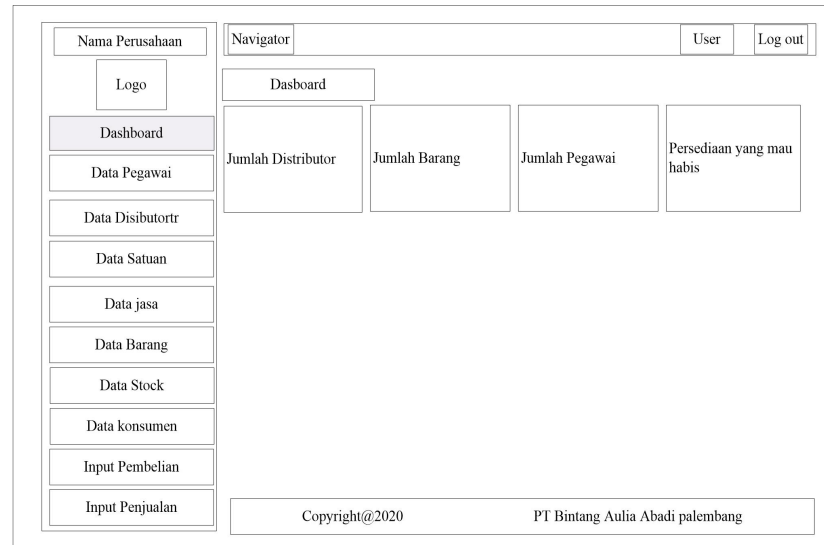 Nama Perusahaan
Logo
Dashboard
Data Pegawai
Data Disibutortr
Data Satuan
Data jasa
Data Barang
Data Stock
Data konsumen
Input Pembelian
Input Penjualan
Navigator
User
Log out
Dasboard
Jumlah Distributor
Jumlah Barang
Jumlah Pegawai
Persediaan yang mau
habis
Copyright@2020
PT Bintang Aulia Abadi palembang